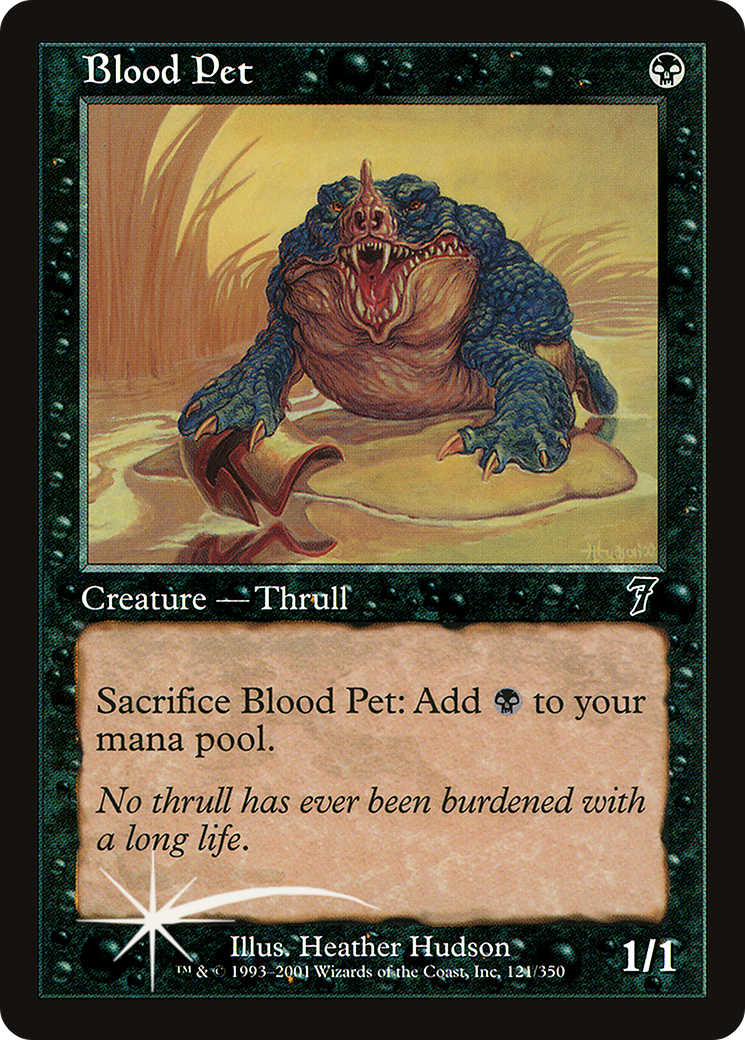 Blood Pet
Creature — Thrull
Sacrifice Blood Pet: Add to your
mana pool.
No thrull has ever been burdened with
a long life.
Illus. Heather Hudson
™ & © 1993–2001 Wizards of the Coast, Inc. 121/350
1/1